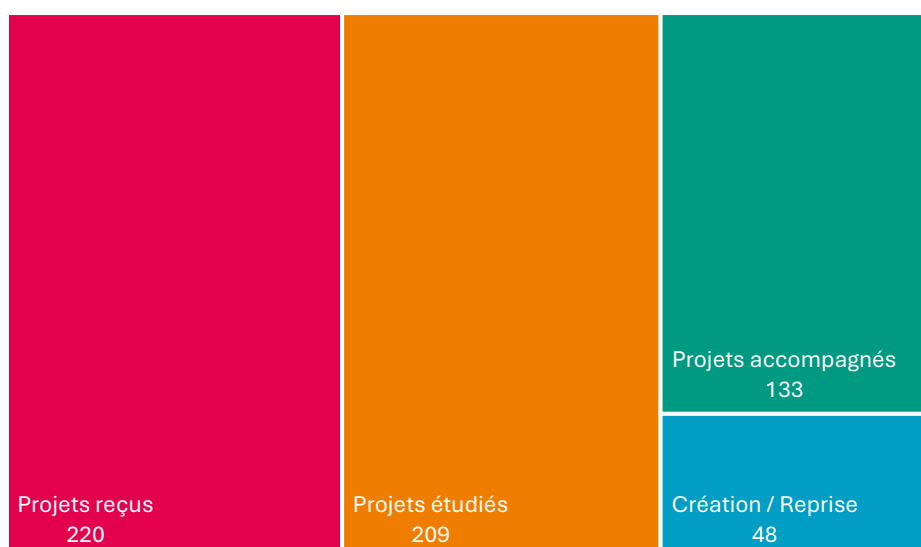 Projets reçus
220
Projets étudiés
209
Projets accompagnés
133
Création / Reprise
48